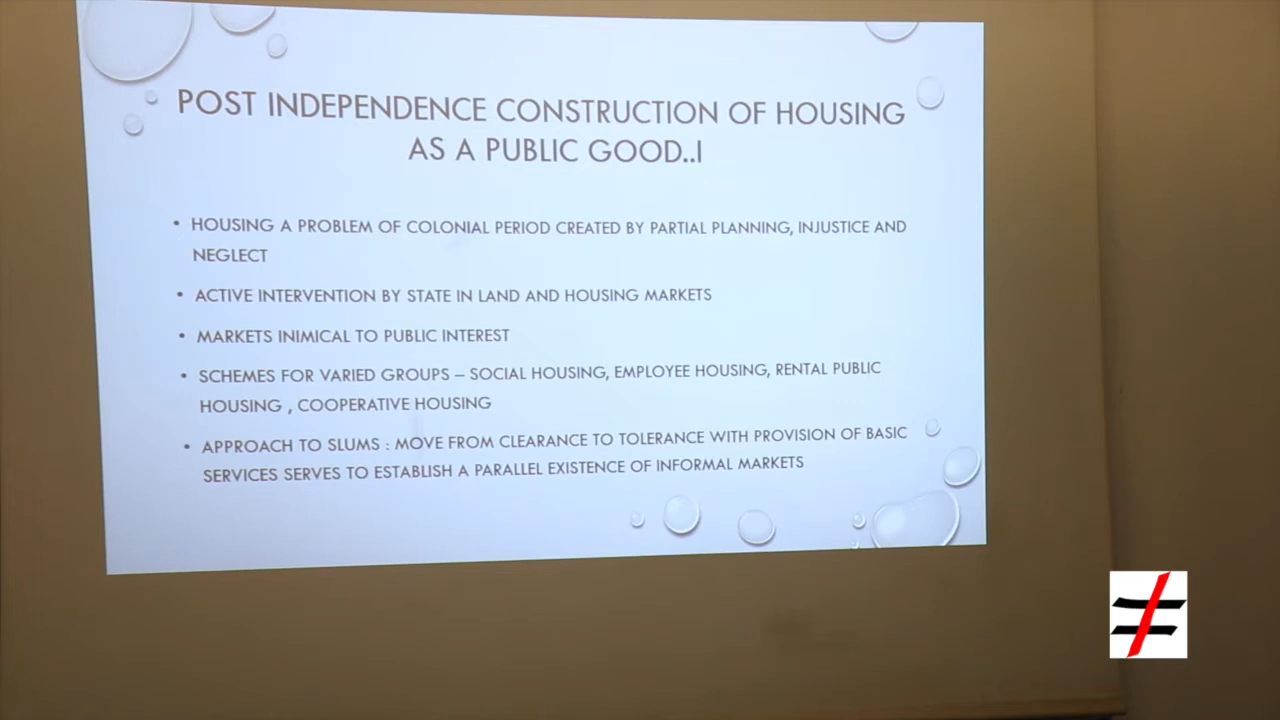 POST INDEPENDENCE CONSTRUCTION OF HOUSING
AS A PUBLIC GOOD..I
• HOUSING A PROBLEM OF COLONIAL PERIOD CREATED BY PARTIAL PLANNING, INJUSTICE AND
NEGLECT
• ACTIVE INTERVENTION BY STATE IN LAND AND HOUSING MARKETS
• MARKETS INIMICAL TO PUBLIC INTEREST
• SCHEMES FOR VARIED GROUPS – SOCIAL HOUSING, EMPLOYEE HOUSING, RENTAL PUBLIC
HOUSING , COOPERATIVE HOUSING
• APPROACH TO SLUMS : MOVE FROM CLEARANCE TO TOLERANCE WITH PROVISION OF BASIC
SERVICES SERVES TO ESTABLISH A PARALLEL EXISTENCE OF INFORMAL MARKETS